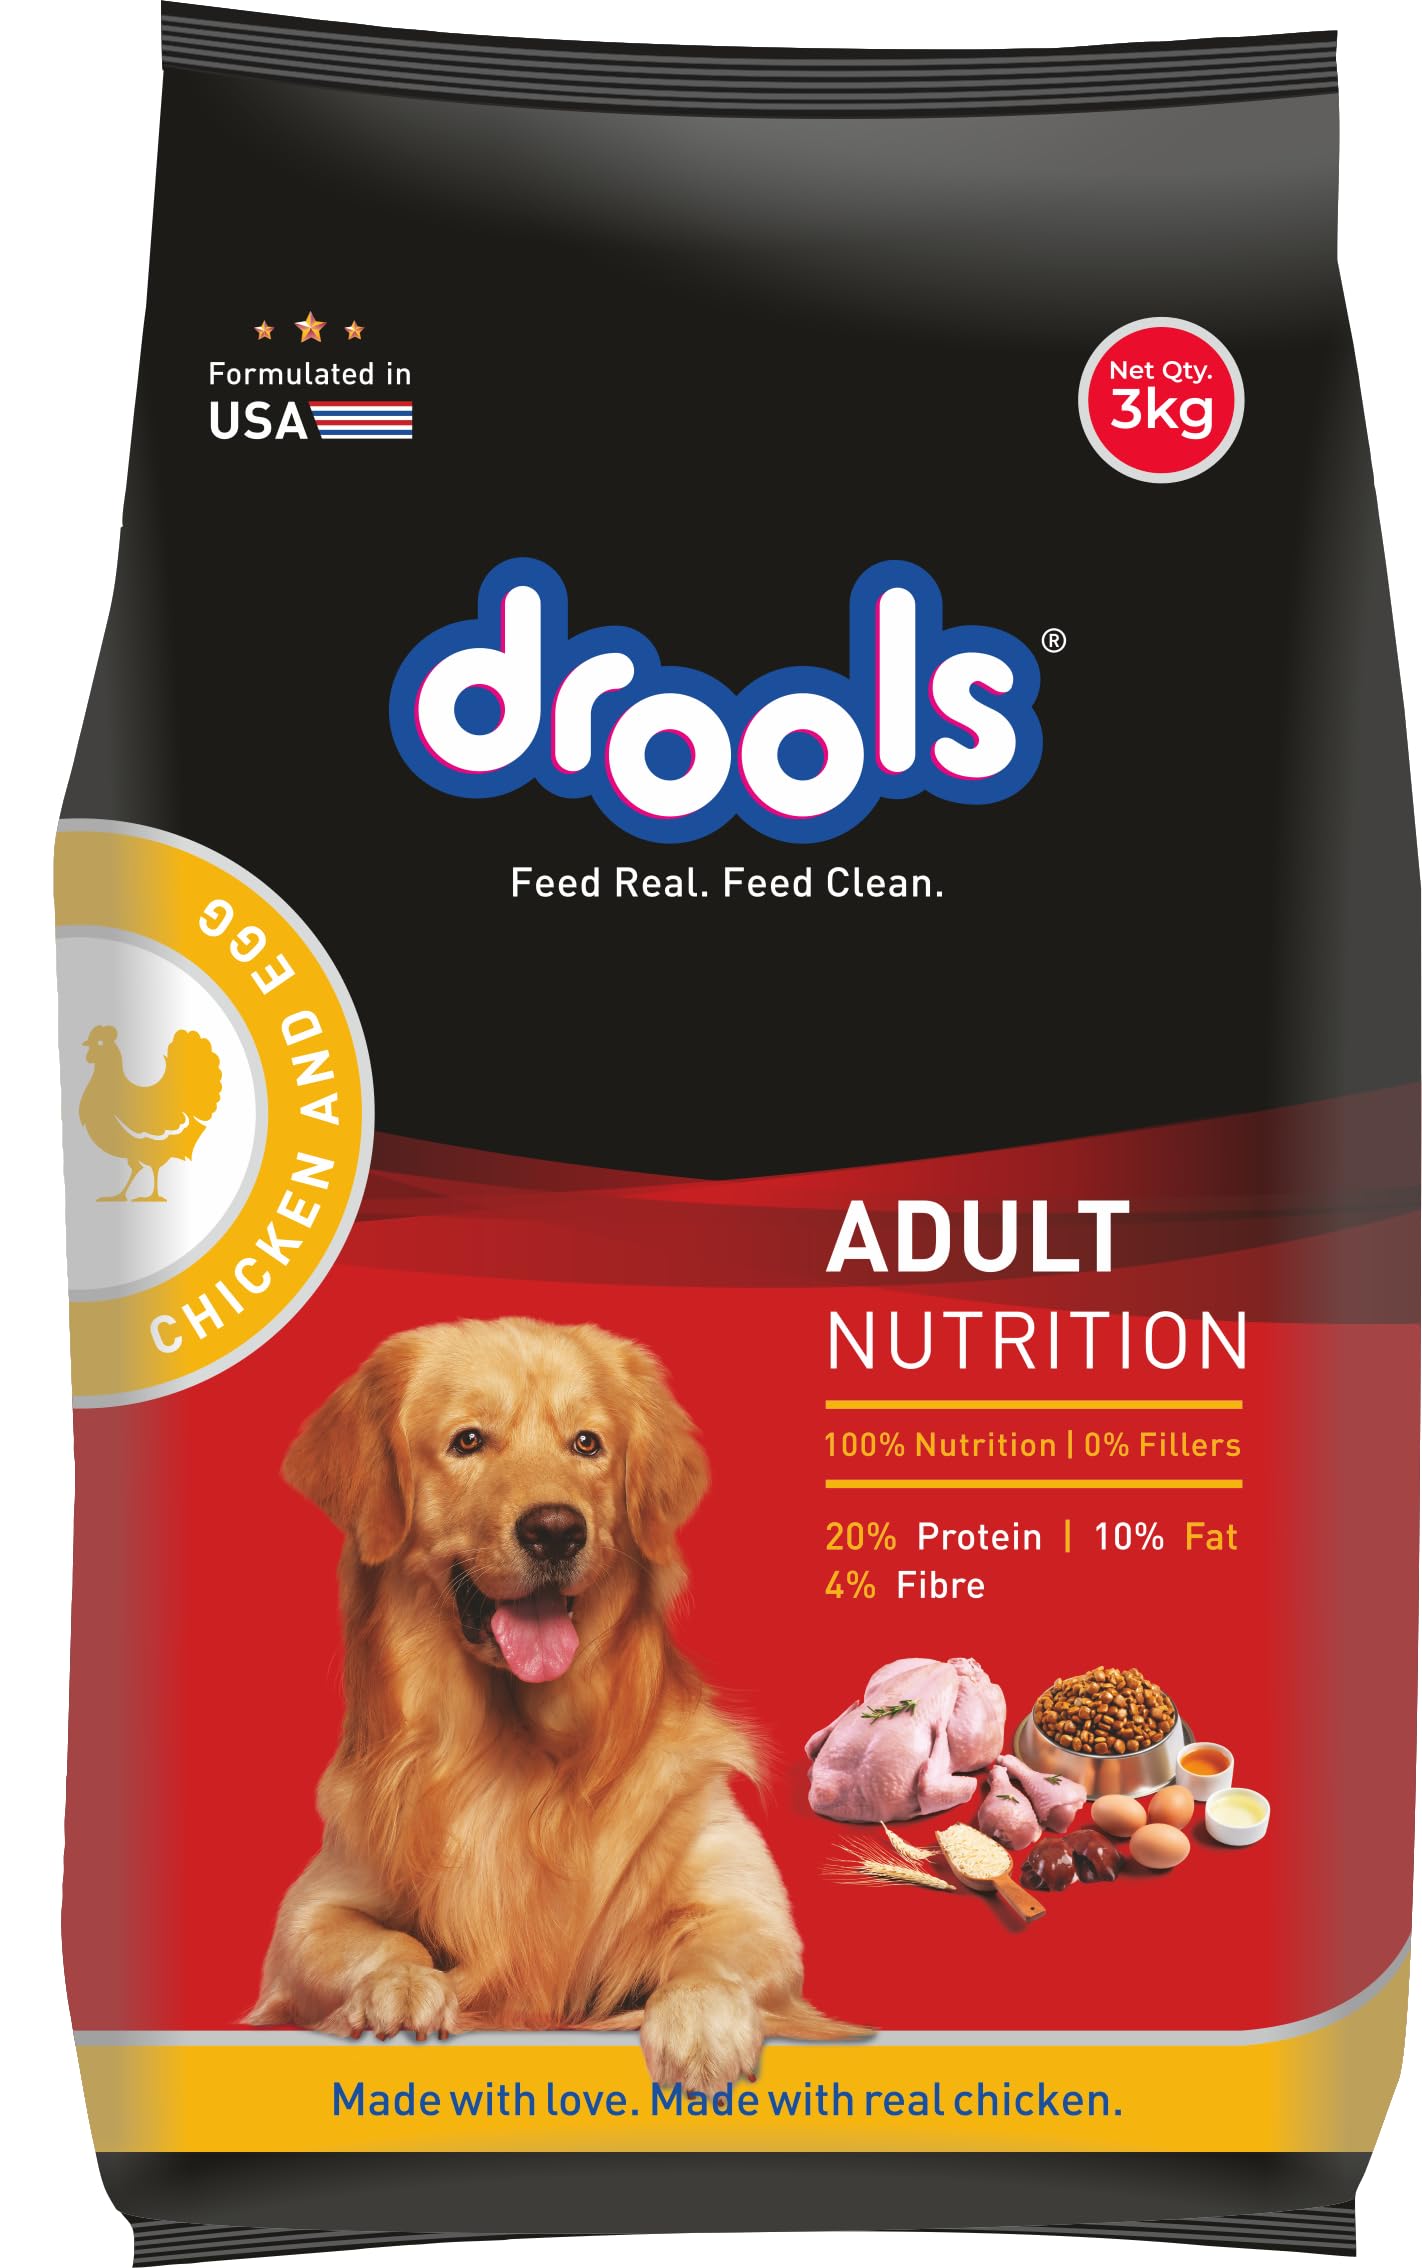 Formulated in
USA
Net Qty.
3kg
drools®
Feed Real. Feed Clean.
CHICKEN AND EGG
ADULT
NUTRITION
100% Nutrition | 0% Fillers
20% Protein | 10% Fat
4% Fibre
Made with love. Made with real chicken.